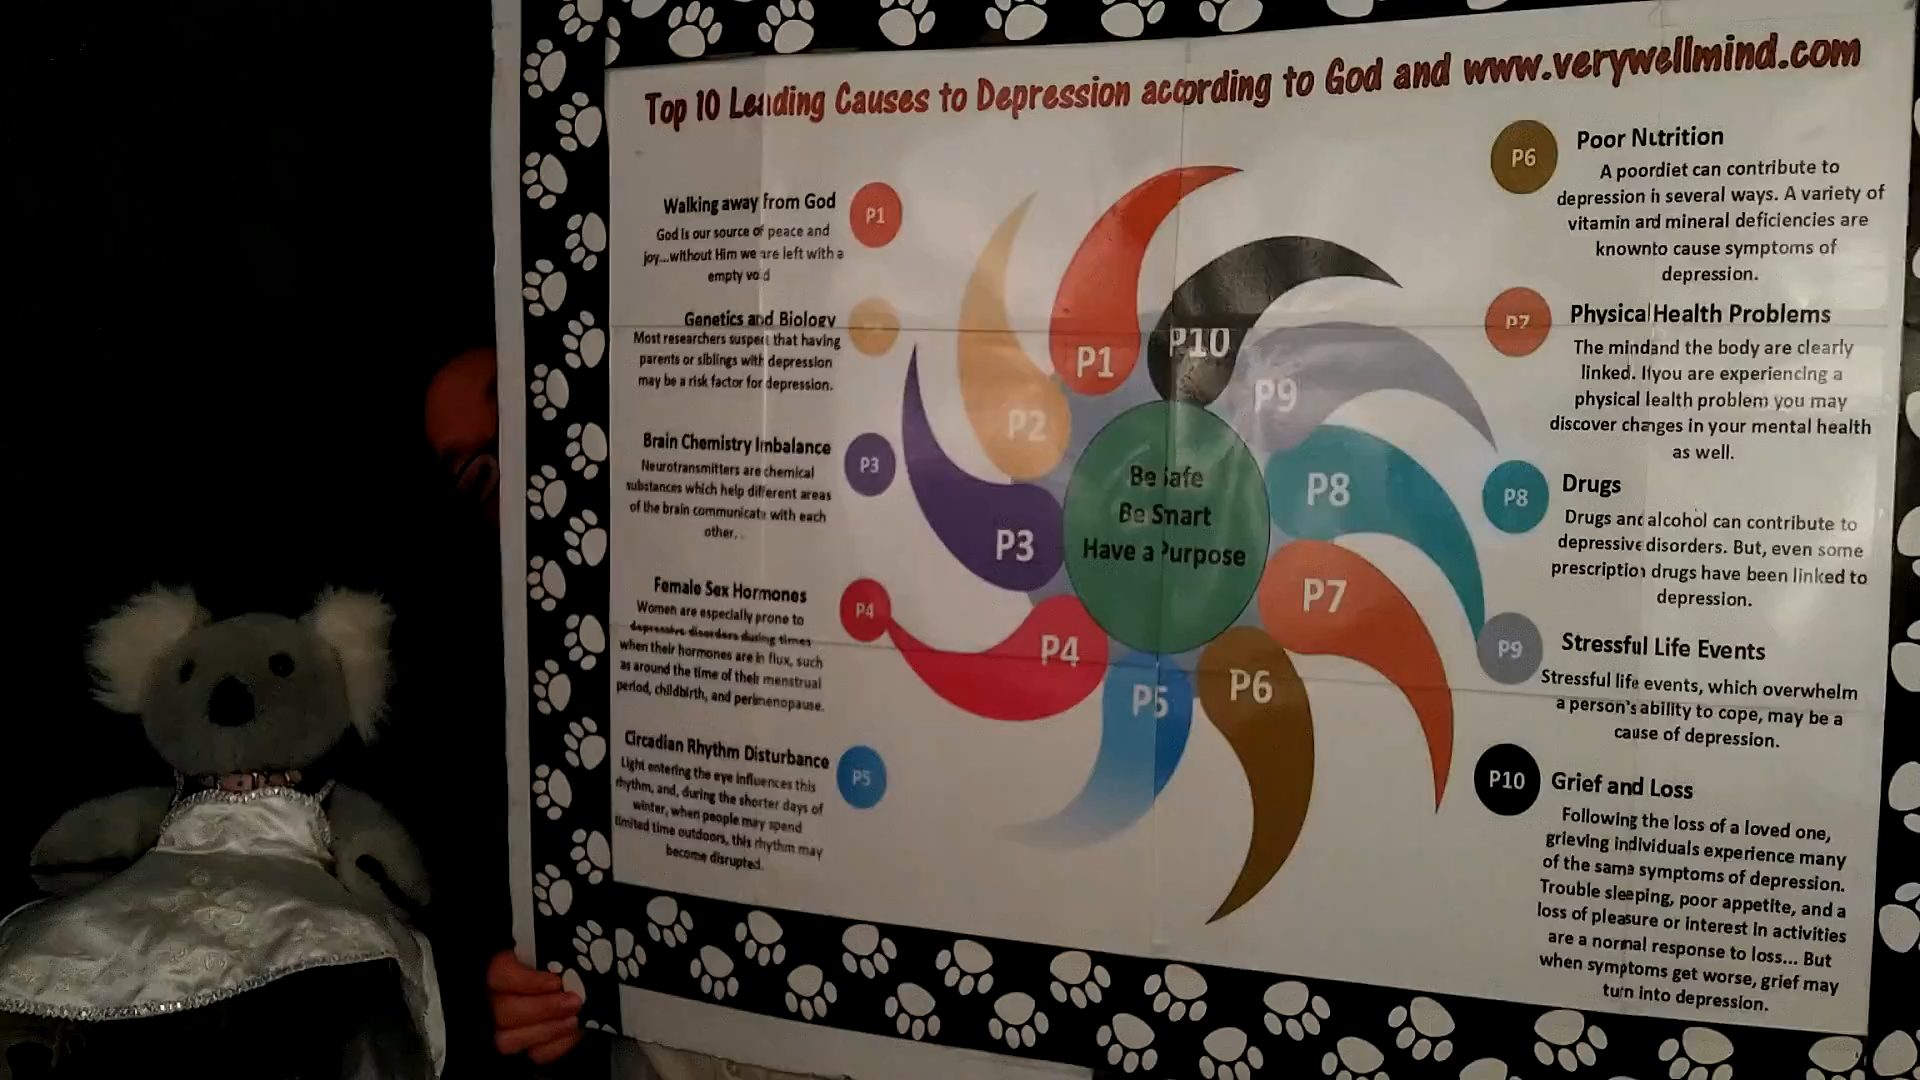 Top 10 Leading Causes to Depression according to God and www.verywellmind.com
Walking away from God
P1
God is our source of peace and
joy...without Him we are left with a
empty void
Genetics and Biology
Most researchers suspect that having
parents or siblings with depression
may be a risk factor for depression.
Brain Chemistry Imbalance
P3
Neurotransmitters are chemical
substances which help different areas
of the brain communicate with each
other.
Female Sex Hormones
P4
Women are especially prone to
depressive disorders during times
when their hormones are in flux, such
as around the time of their menstrual
period, childbirth, and perimenopause.
Circadian Rhythm Disturbance
P5
Light entering the eye influences this
rhythm, and, during the shorter days of
winter, when people may spend
limited time outdoors, this rhythm may
become disrupted.
P1
P2
P3
P4
P5
P6
P7
P8
P9
P10
Be Safe
Be Smart
Have a Purpose
P6
Poor Nutrition
A poordiet can contribute to
depression in several ways. A variety of
vitamin and mineral deficiencies are
knownto cause symptoms of
depression.
P7
Physical Health Problems
The mindand the body are clearly
linked. If you are experiencing a
physical health problem you may
discover changes in your mental health
as well.
P8
Drugs
Drugs and alcohol can contribute to
depressive disorders. But, even some
prescription drugs have been linked to
depression.
P9
Stressful Life Events
Stressful life events, which overwhelm
a person's ability to cope, may be a
cause of depression.
P10
Grief and Loss
Following the loss of a loved one,
grieving individuals experience many
of the same symptoms of depression.
Trouble sleeping, poor appetite, and a
loss of pleasure or interest in activities
are a normal response to loss... But
when symptoms get worse, grief may
turn into depression.